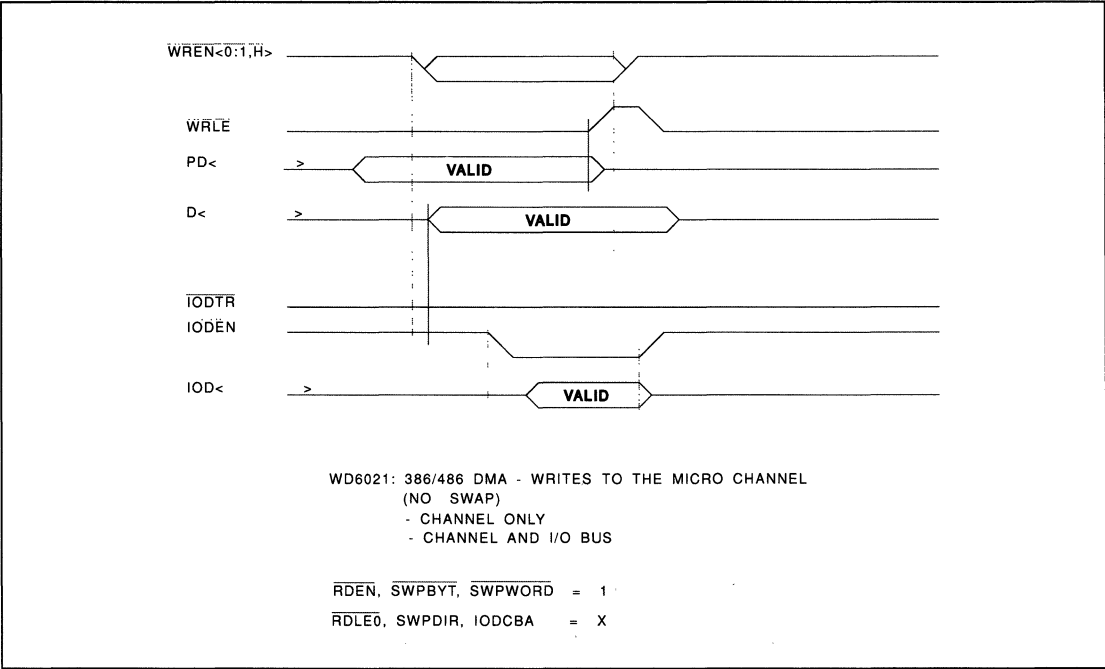 WREN<0:1,H>
WRLE
PD< >
VALID
D< >
VALID
IODTR
IODEN
IOD< >
VALID
WD6021: 386/486 DMA - WRITES TO THE MICRO CHANNEL
(NO SWAP)
- CHANNEL ONLY
- CHANNEL AND I/O BUS
RDEN, SWPBYT, SWPWORD = 1
RDLE0, SWPDIR, IODCBA = X